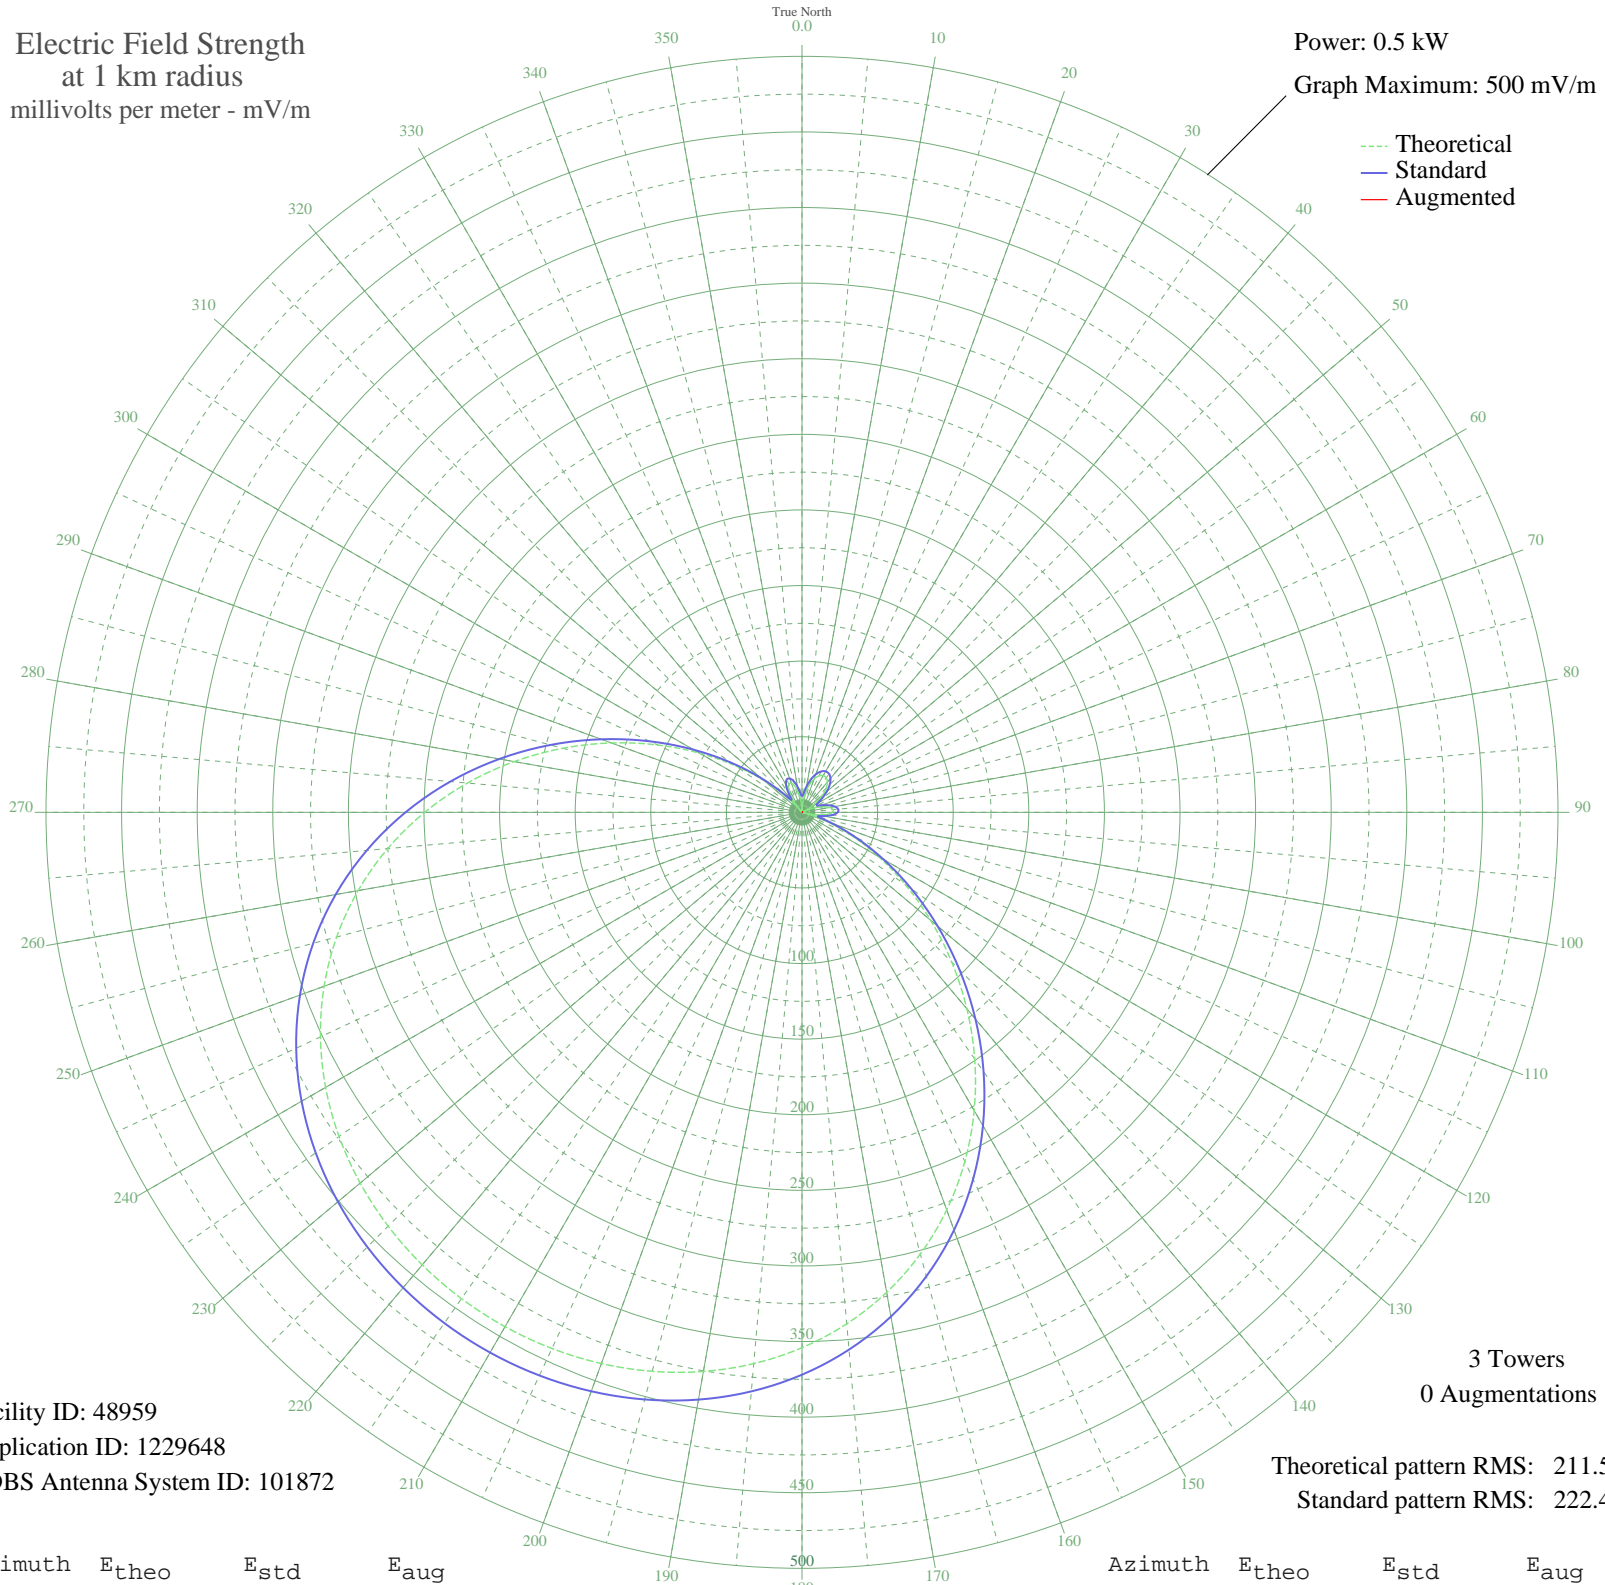 True North
0.0
Electric Field Strength
at 1 km radius
millivolts per meter - mV/m
Power: 0.5 kW
Graph Maximum: 500 mV/m
Theoretical
Standard
Augmented
10
20
30
40
50
60
70
80
90
100
110
120
130
140
150
160
170
190
200
210
220
230
240
250
260
270
280
290
300
310
320
330
340
350
100
150
200
250
300
350
400
450
500
3 Towers
0 Augmentations
cility ID: 48959
plication ID: 1229648
DBS Antenna System ID: 101872
Theoretical pattern RMS: 211.5
Standard pattern RMS: 222.4
imuth Etheo Estd Eaug
Azimuth Etheo Estd Eaug